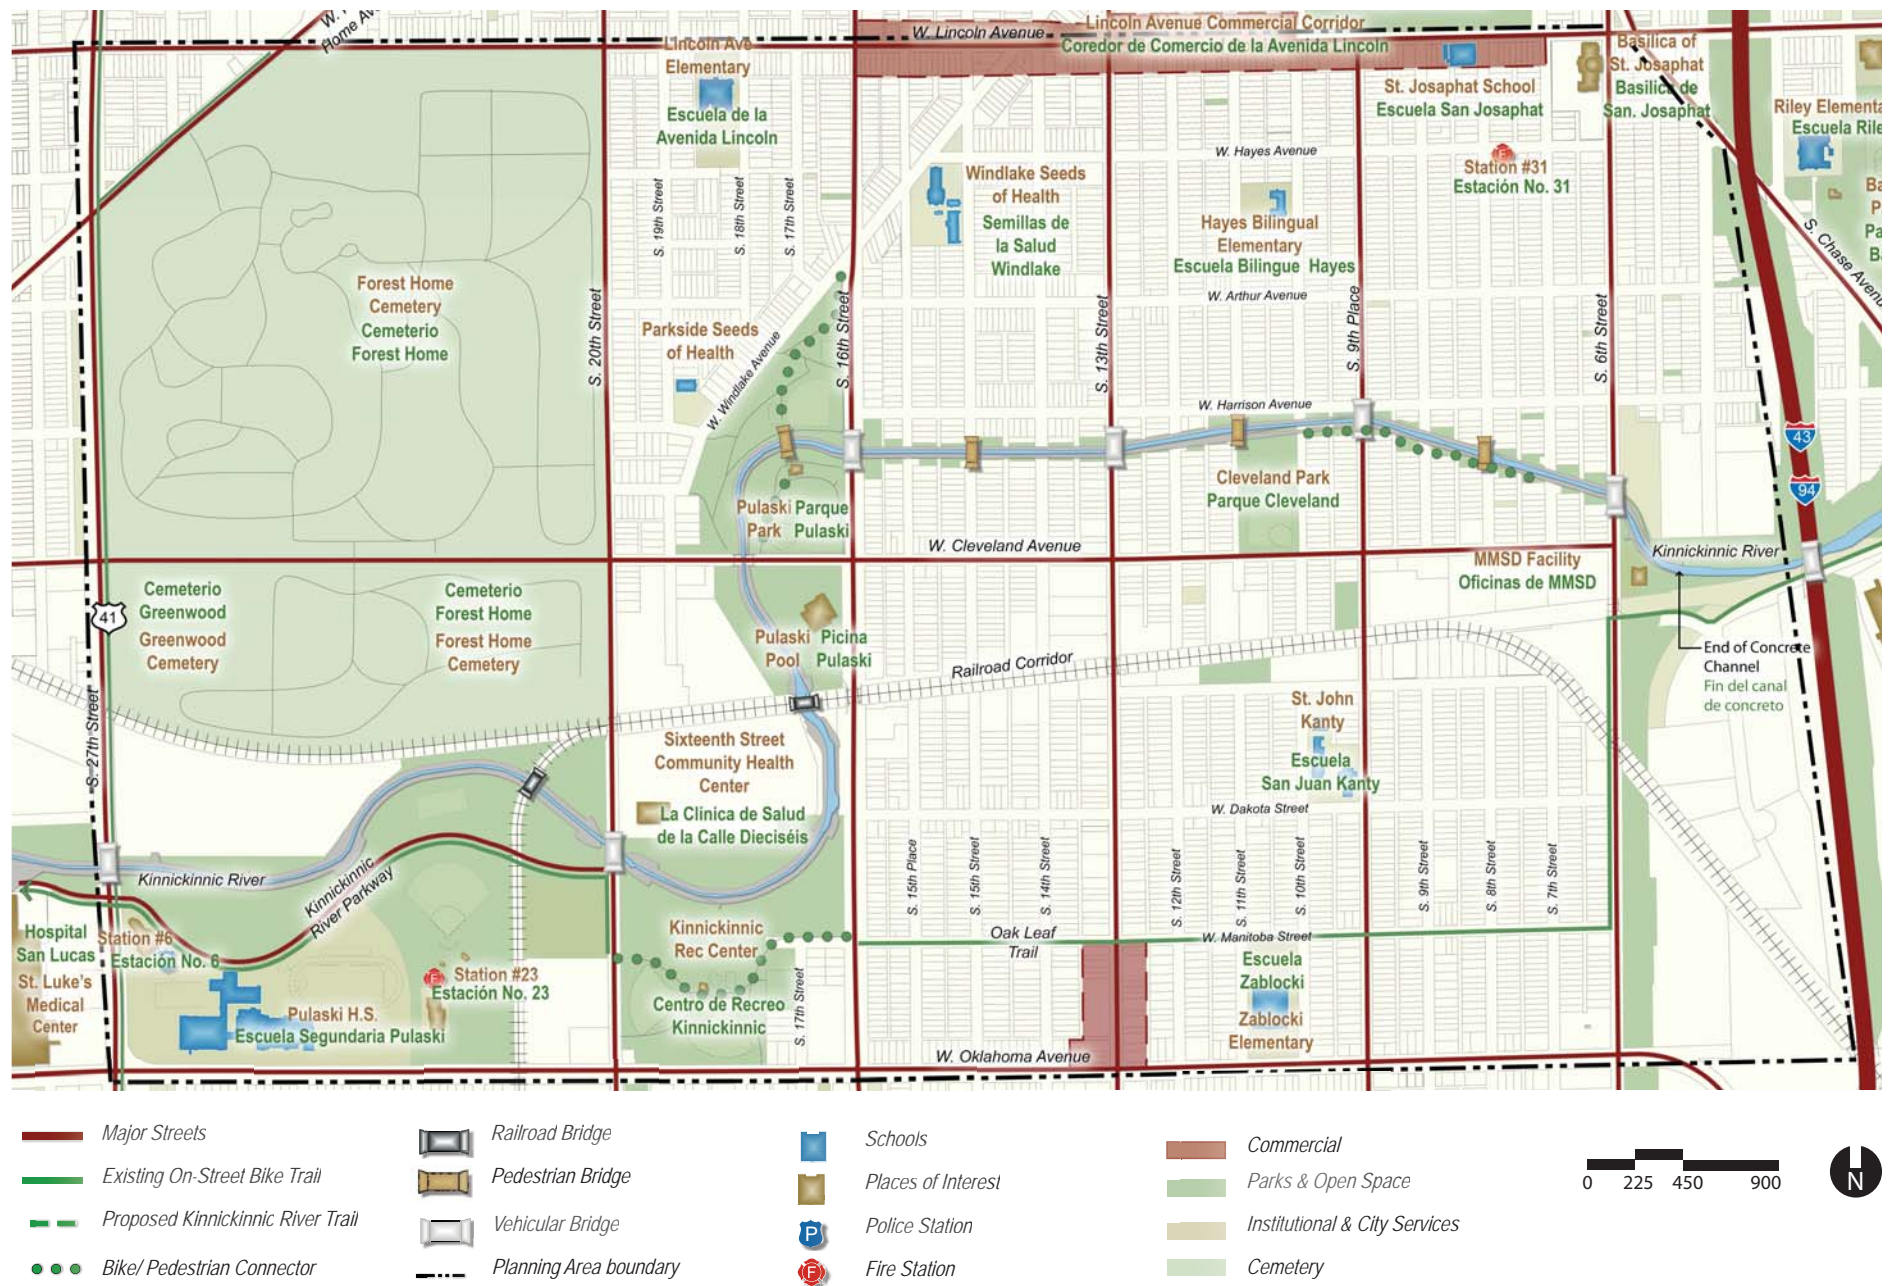 W. Lincoln Avenue
Lincoln Avenue Commercial Corridor
Coredor de Comercio de la Avenida Lincoln
Home
Lincoln Ave
Elementary
Escuela de la
Avenida Lincoln
St. Josaphat School
Escuela San Josaphat
Basilica of
St. Josaphat
Basilica de
San. Josaphat
Riley
Escuela
W. Hayes Avenue
Station #31
Estación No. 31
S. 19th Street
S. 18th Street
S. 17th Street
Windlake Seeds
of Health
Semillas de
la Salud
Windlake
Hayes Bilingual
Elementary
Escuela Bilingue Hayes
W. Arthur Avenue
S. Chase
Forest Home
Cemetery
Cemeterio
Forest Home
S. 20th Street
Parkside Seeds
of Health
W. Windlake Avenue
S. 16th Street
S. 13th Street
S. 9th Place
S. 6th Street
W. Harrison Avenue
43
94
Cleveland Park
Parque Cleveland
Pulaski Parque
Park Pulaski
W. Cleveland Avenue
MMSD Facility
Oficinas de MMSD
Kinnickinnic River
End of Concrete
Channel
Fin del canal
de concreto
41
Cemeterio
Greenwood
Greenwood
Cemetery
Cemeterio
Forest Home
Forest Home
Cemetery
Pulaski Picina
Pool Pulaski
Railroad Corridor
S. 27th Street
Sixteenth Street
Community Health
Center
La Clinica de Salud
de la Calle Dieciséis
St. John
Kanty
Escuela
San Juan Kanty
W. Dakota Street
S. 15th Place
S. 15th Street
S. 14th Street
S. 12th Street
S. 11th Street
S. 10th Street
S. 9th Street
S. 8th Street
S. 7th Street
Kinnickinnic River
Kinnickinnic
River Parkway
Hospital
San Lucas
St. Luke's
Medical
Center
Station #6
Estación No. 6
F
Station #23
Estación No. 23
Pulaski H.S.
Escuela Segundaria Pulaski
Kinnickinnic
Rec Center
Centro de Recreo
Kinnickinnic
S. 17th Street
Oak Leaf
Trail
W. Manitoba Street
Escuela
Zablocki
Zablocki
Elementary
W. Oklahoma Avenue
Major Streets
Existing On-Street Bike Trail
Proposed Kinnickinnic River Trail
Bike/ Pedestrian Connector
Railroad Bridge
Pedestrian Bridge
Vehicular Bridge
Planning Area boundary
Schools
Places of Interest
P Police Station
F Fire Station
Commercial
Parks & Open Space
Institutional & City Services
Cemetery
0 225 450 900
N